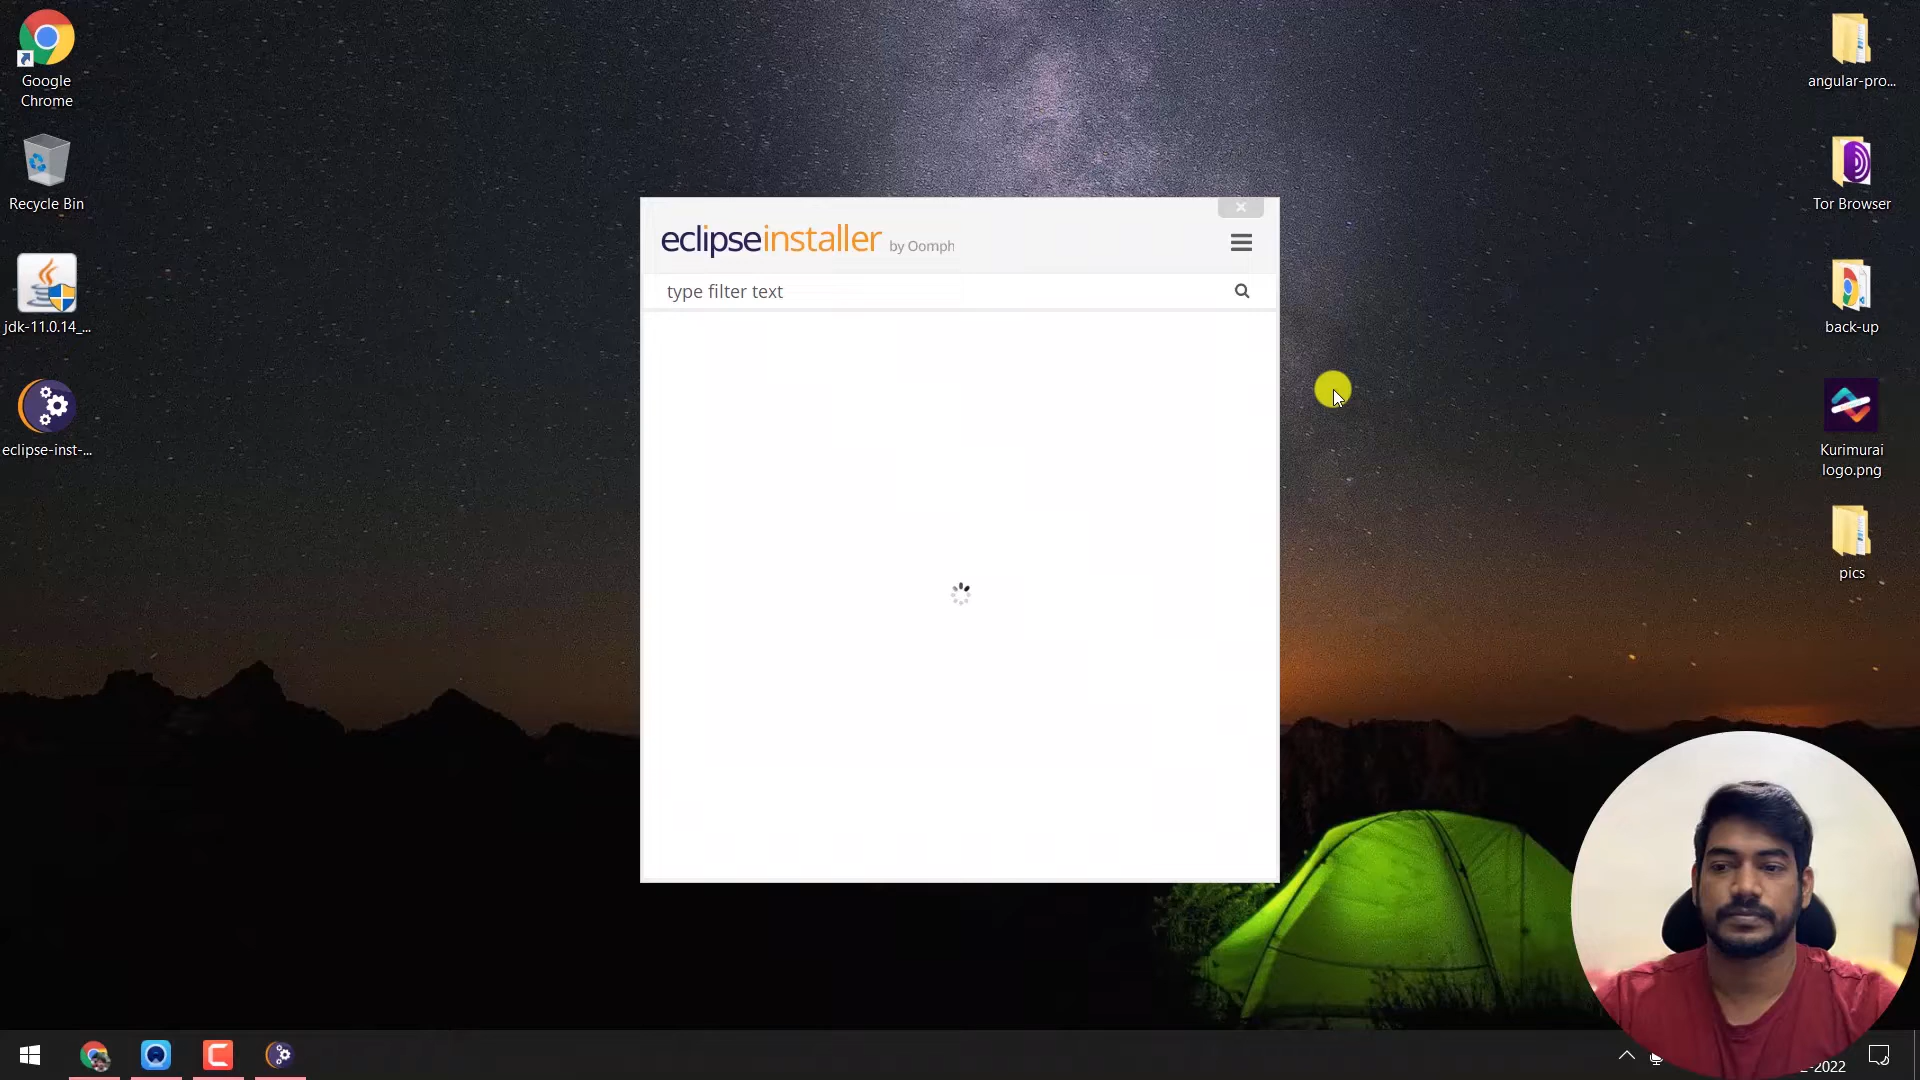 Google
Chrome
Recycle Bin
jdk-11.0.14_...
eclipse-inst-...
eclipseinstaller by Oomph
type filter text
angular-pro...
Tor Browser
back-up
Kurimurai
logo.png
pics
-2022